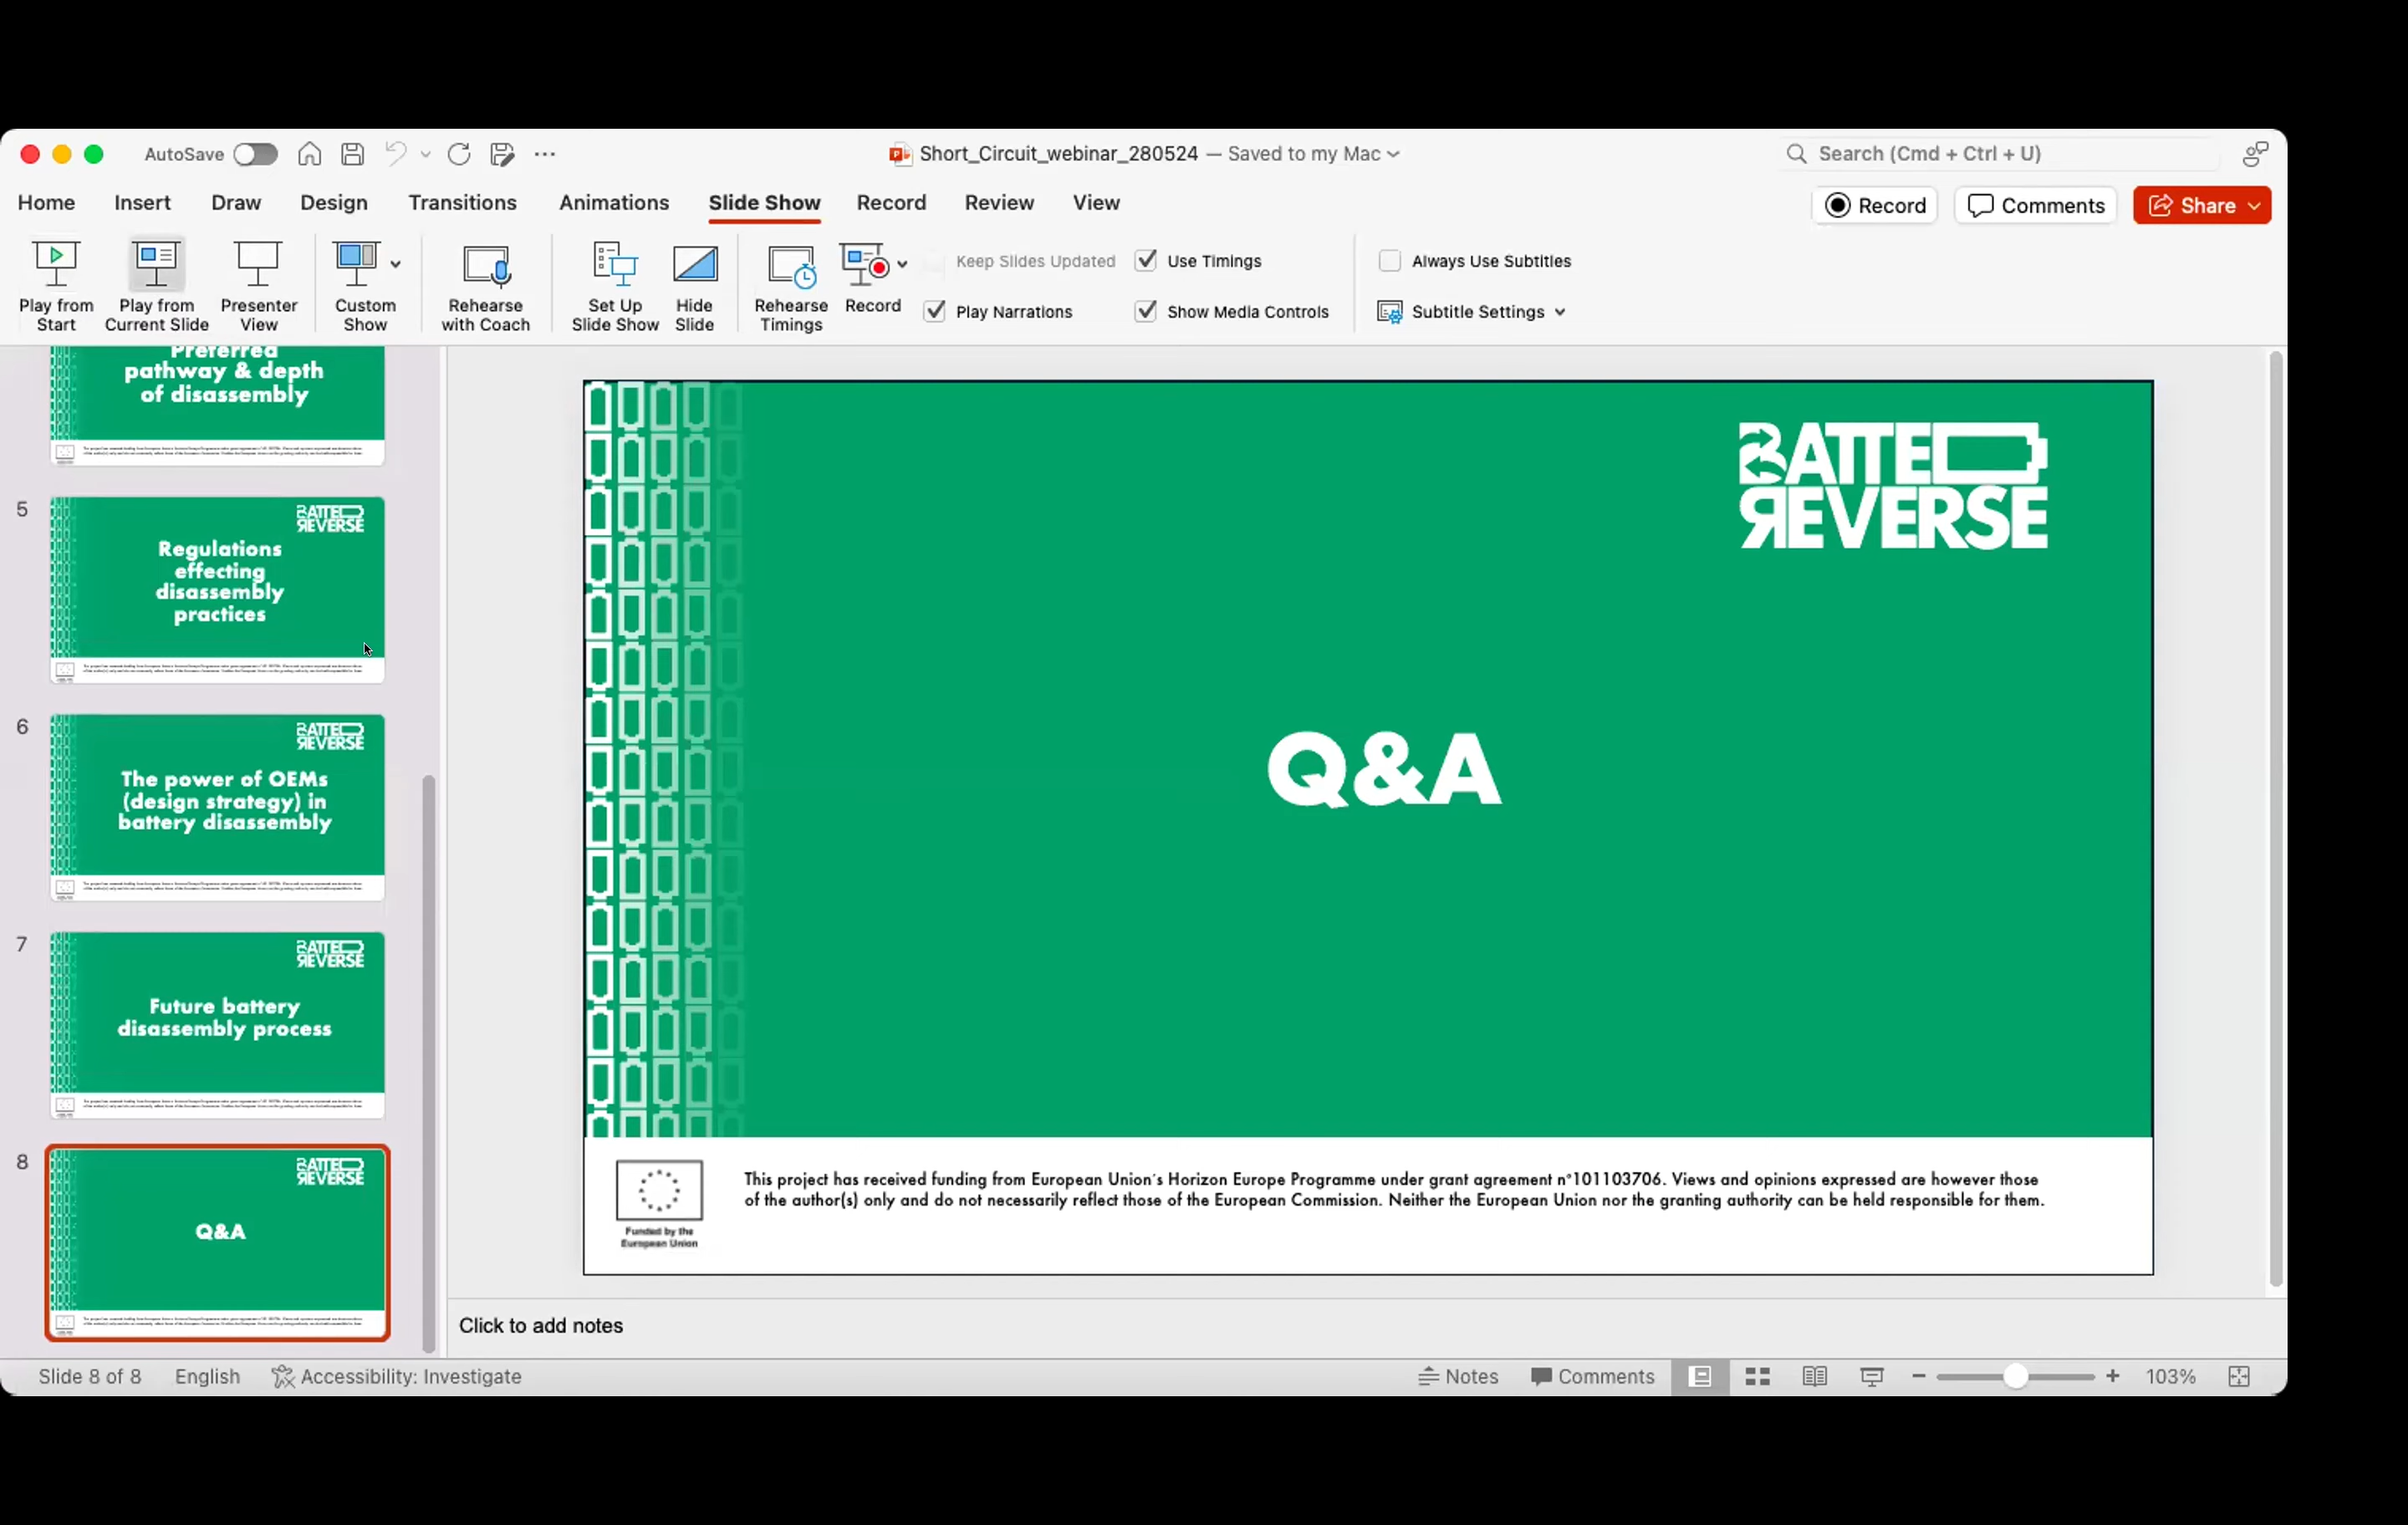 AutoSave
Short_Circuit_webinar_280524 — Saved to my Mac
Search (Cmd + Ctrl + U)
Home Insert Draw Design Transitions Animations Slide Show Record Review View
Record Comments Share
Play from Start
Play from Current Slide
Presenter View
Custom Show
Rehearse with Coach
Set Up Slide Show
Hide Slide
Rehearse Timings
Record
Keep Slides Updated
Use Timings
Play Narrations
Show Media Controls
Always Use Subtitles
Subtitle Settings
Preferred
pathway & depth
of disassembly
5
BATTE
REVERSE
Regulations
effecting
disassembly
practices
6
BATTE
REVERSE
The power of OEMs
(design strategy) in
battery disassembly
7
BATTE
REVERSE
Future battery
disassembly process
8
BATTE
REVERSE
Q&A
BATTE
REVERSE
Q&A
Funded by the
European Union
This project has received funding from European Union's Horizon Europe Programme under grant agreement n°101103706. Views and opinions expressed are however those
of the author(s) only and do not necessarily reflect those of the European Commission. Neither the European Union nor the granting authority can be held responsible for them.
Click to add notes
Slide 8 of 8 English Accessibility: Investigate
Notes Comments 103%